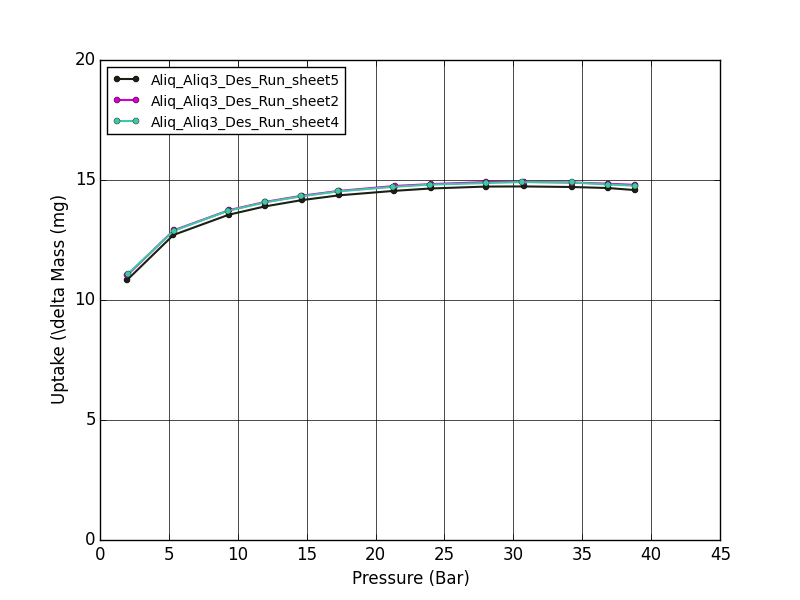 20
15
10
5
0
Uptake (\delta Mass (mg)
Aliq_Aliq3_Des_Run_sheet5
Aliq_Aliq3_Des_Run_sheet2
Aliq_Aliq3_Des_Run_sheet4
0 5 10 15 20 25 30 35 40 45
Pressure (Bar)